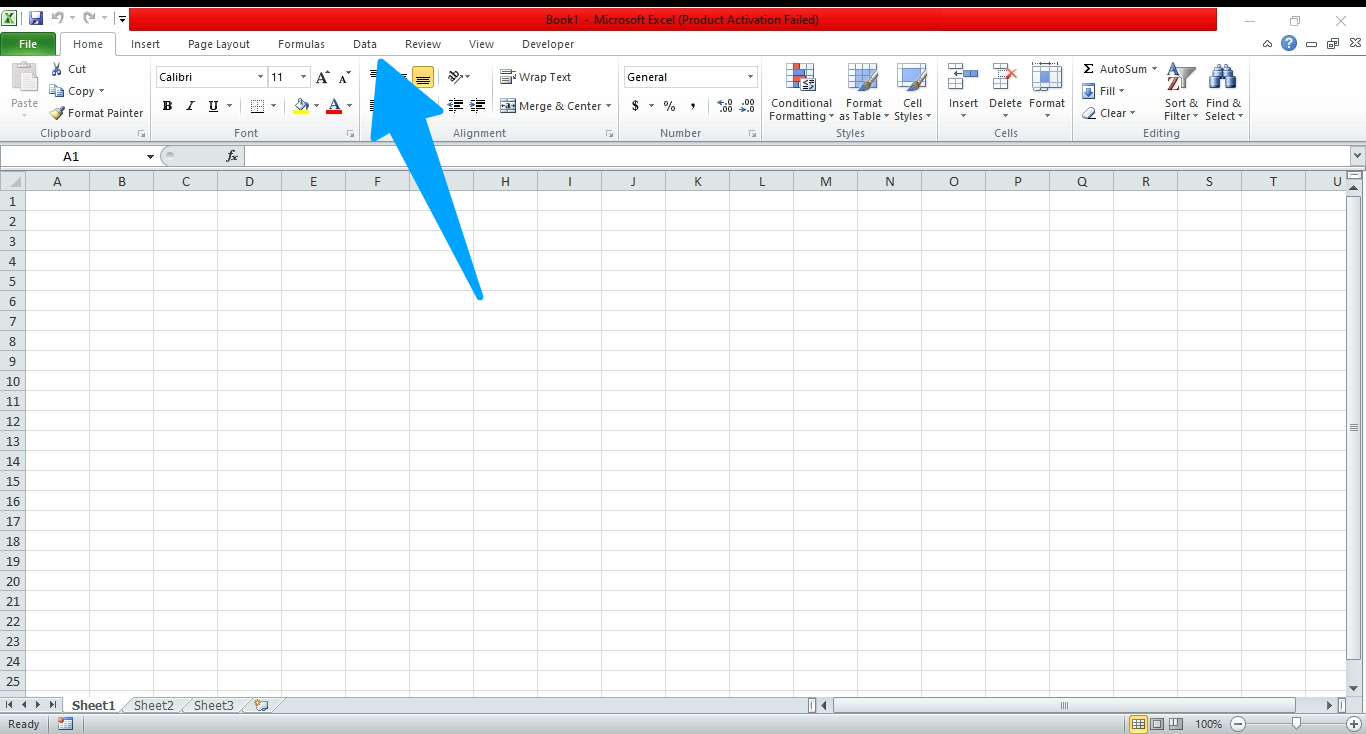 Book1 - Microsoft Excel (Product Activation Failed)
File Home Insert Page Layout Formulas Data Review View Developer
Paste
Cut
Copy
Format Painter
Clipboard
Calibri 11
B I U
Font
Wrap Text
Merge & Center
Alignment
General
$ % ,
Number
Conditional Formatting
Format as Table
Cell Styles
Styles
Insert Delete Format
Cells
Σ AutoSum
Fill
Clear
Sort & Filter
Find & Select
Editing
A1 fx
A B C D E F H I J K L M N O P Q R S T U
1
2
3
4
5
6
7
8
9
10
11
12
13
14
15
16
17
18
19
20
21
22
23
24
25
Sheet1 Sheet2 Sheet3
Ready 100%